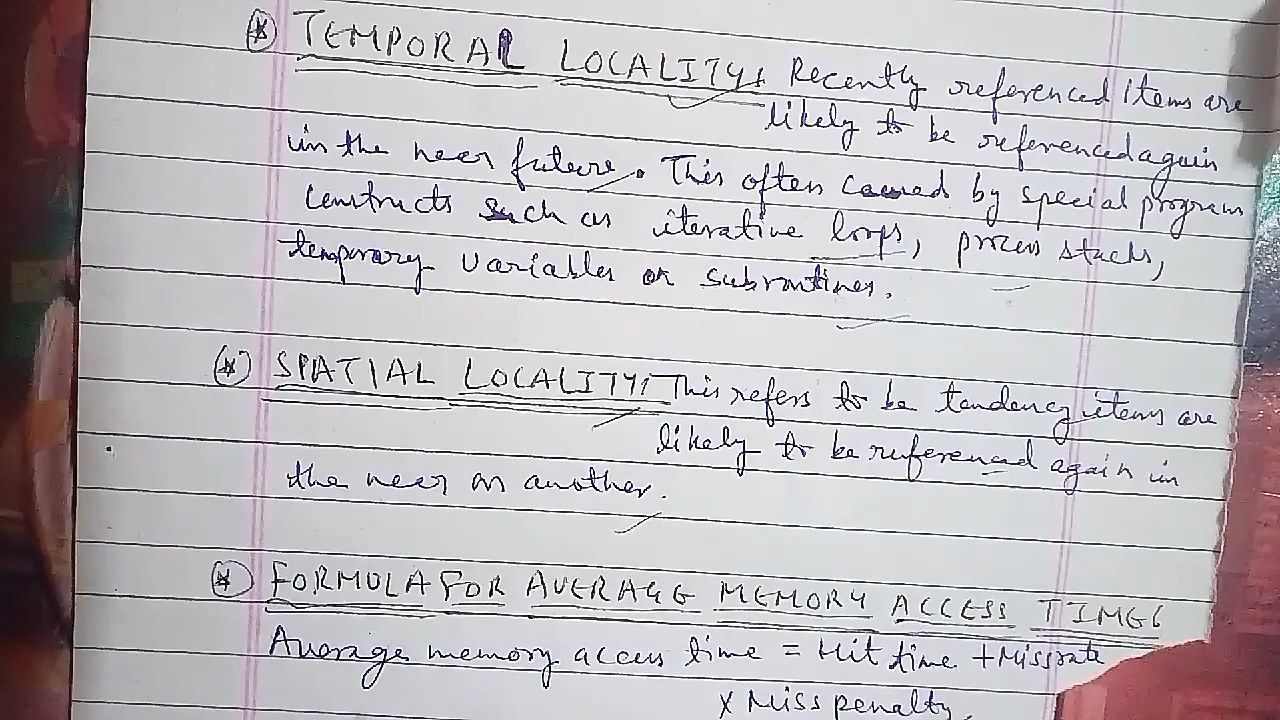 (*) TEMPORAL LOCALITY: Recently referenced items are
likely to be referenced again
in the near future. This often caused by special program
constructs such as iterative loops, process stacks,
temporary variables or subroutines.
(*) SPATIAL LOCALITY: This refers to be tendency items are
likely to be referenced again in
the near on another.
(*) FORMULA FOR AVERAGE MEMORY ACCESS TIME:
Average memory access time = Hit time + Miss rate
x Miss penalty.